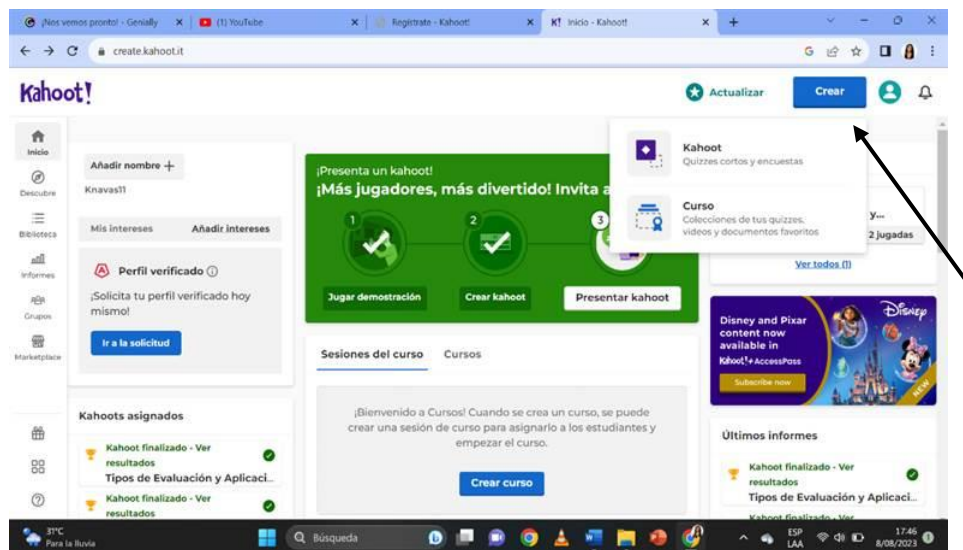 ¡Nos vemos pronto! - Genially
(1) YouTube
Regístrate - Kahoot!
K! Inicio - Kahoot!
create.kahoot.it
Kahoot!
Actualizar
Crear
Inicio
Descubre
Biblioteca
Informes
Grupos
Marketplace
Añadir nombre +
Knavas11
Mis intereses
Añadir intereses
Perfil verificado
¡Solicita tu perfil verificado hoy
mismo!
Ir a la solicitud
Kahoots asignados
Kahoot finalizado - Ver
resultados
Tipos de Evaluación y Aplicaci...
Kahoot finalizado - Ver
resultados
¡Presenta un kahoot!
¡Más jugadores, más divertido! Invita a
1
2
3
Jugar demostración
Crear kahoot
Presentar kahoot
Sesiones del curso
Cursos
¡Bienvenido a Cursos! Cuando se crea un curso, se puede
crear una sesión de curso para asignarlo a los estudiantes y
empezar el curso.
Crear curso
Kahoot
Quizzes cortos y encuestas
Curso
Colecciones de tus quizzes,
videos y documentos favoritos
y...
2 jugadas
Ver todos (1)
Disney and Pixar
content now
available in
Kahoot!+ AccessPass
Subscribe now
Disney
NEW
Últimos informes
Kahoot finalizado - Ver
resultados
Tipos de Evaluación y Aplicaci...
Kahoot finalizado - Ver
31°C
Para la lluvia
Búsqueda
ESP
LAA
17:46
8/08/2023